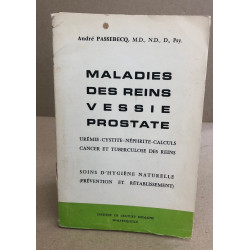 André PASSEBECQ, M.D., N.D., D., Psy.
MALADIES
DES REINS
VESSIE
PROSTATE
URÉMIE-CYSTITE-NÉPHRITE-CALCULS
CANCER ET TUBERCULOSE DES REINS
SOINS D'HYGIÈNE NATURELLE
(PRÉVENTION ET RÉTABLISSEMENT)